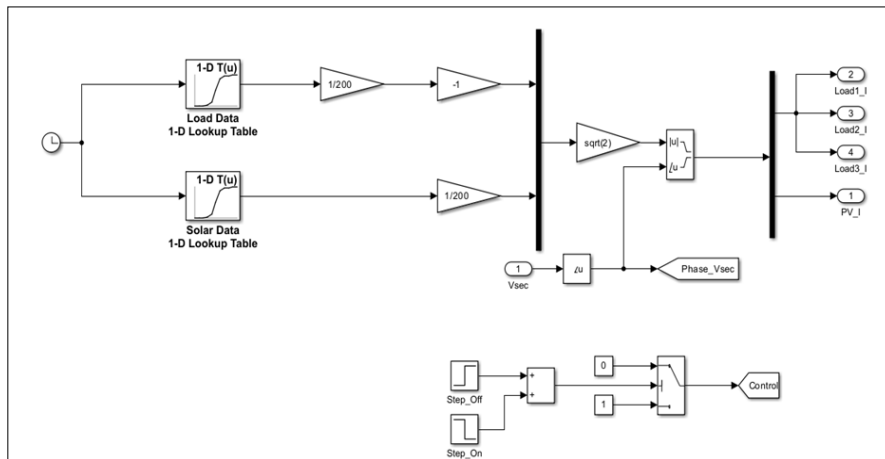 1-D T(u)
Load Data
1-D Lookup Table
1/200
-1
1-D T(u)
Solar Data
1-D Lookup Table
1/200
sqrt(2)
|u|
∠u
2
Load1_I
3
Load2_I
4
Load3_I
1
PV_I
1
Vsec
∠u
Phase_Vsec
Step_Off
+
+
Step_On
0
1
Control